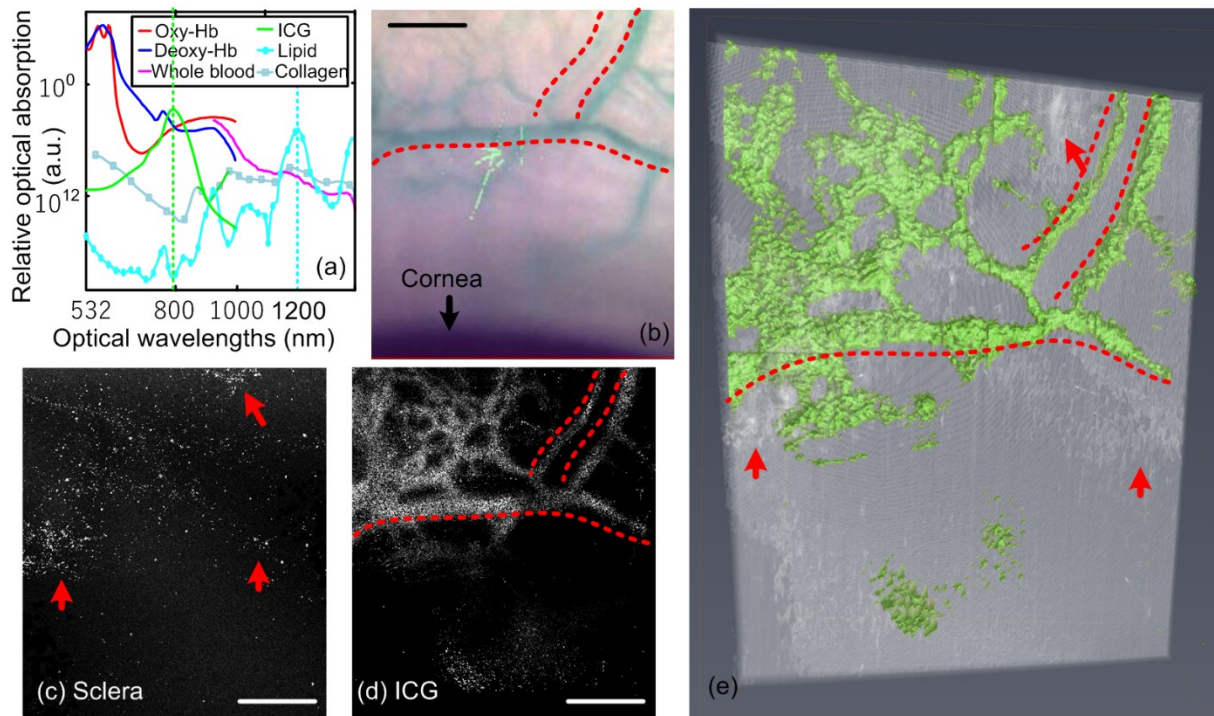 Relative optical absorption
(a.u.)
10⁰
10¹²
Oxy-Hb
Deoxy-Hb
Whole blood
ICG
Lipid
Collagen
(a)
532 800 1000 1200
Optical wavelengths (nm)
Cornea
(b)
(c) Sclera
(d) ICG
(e)